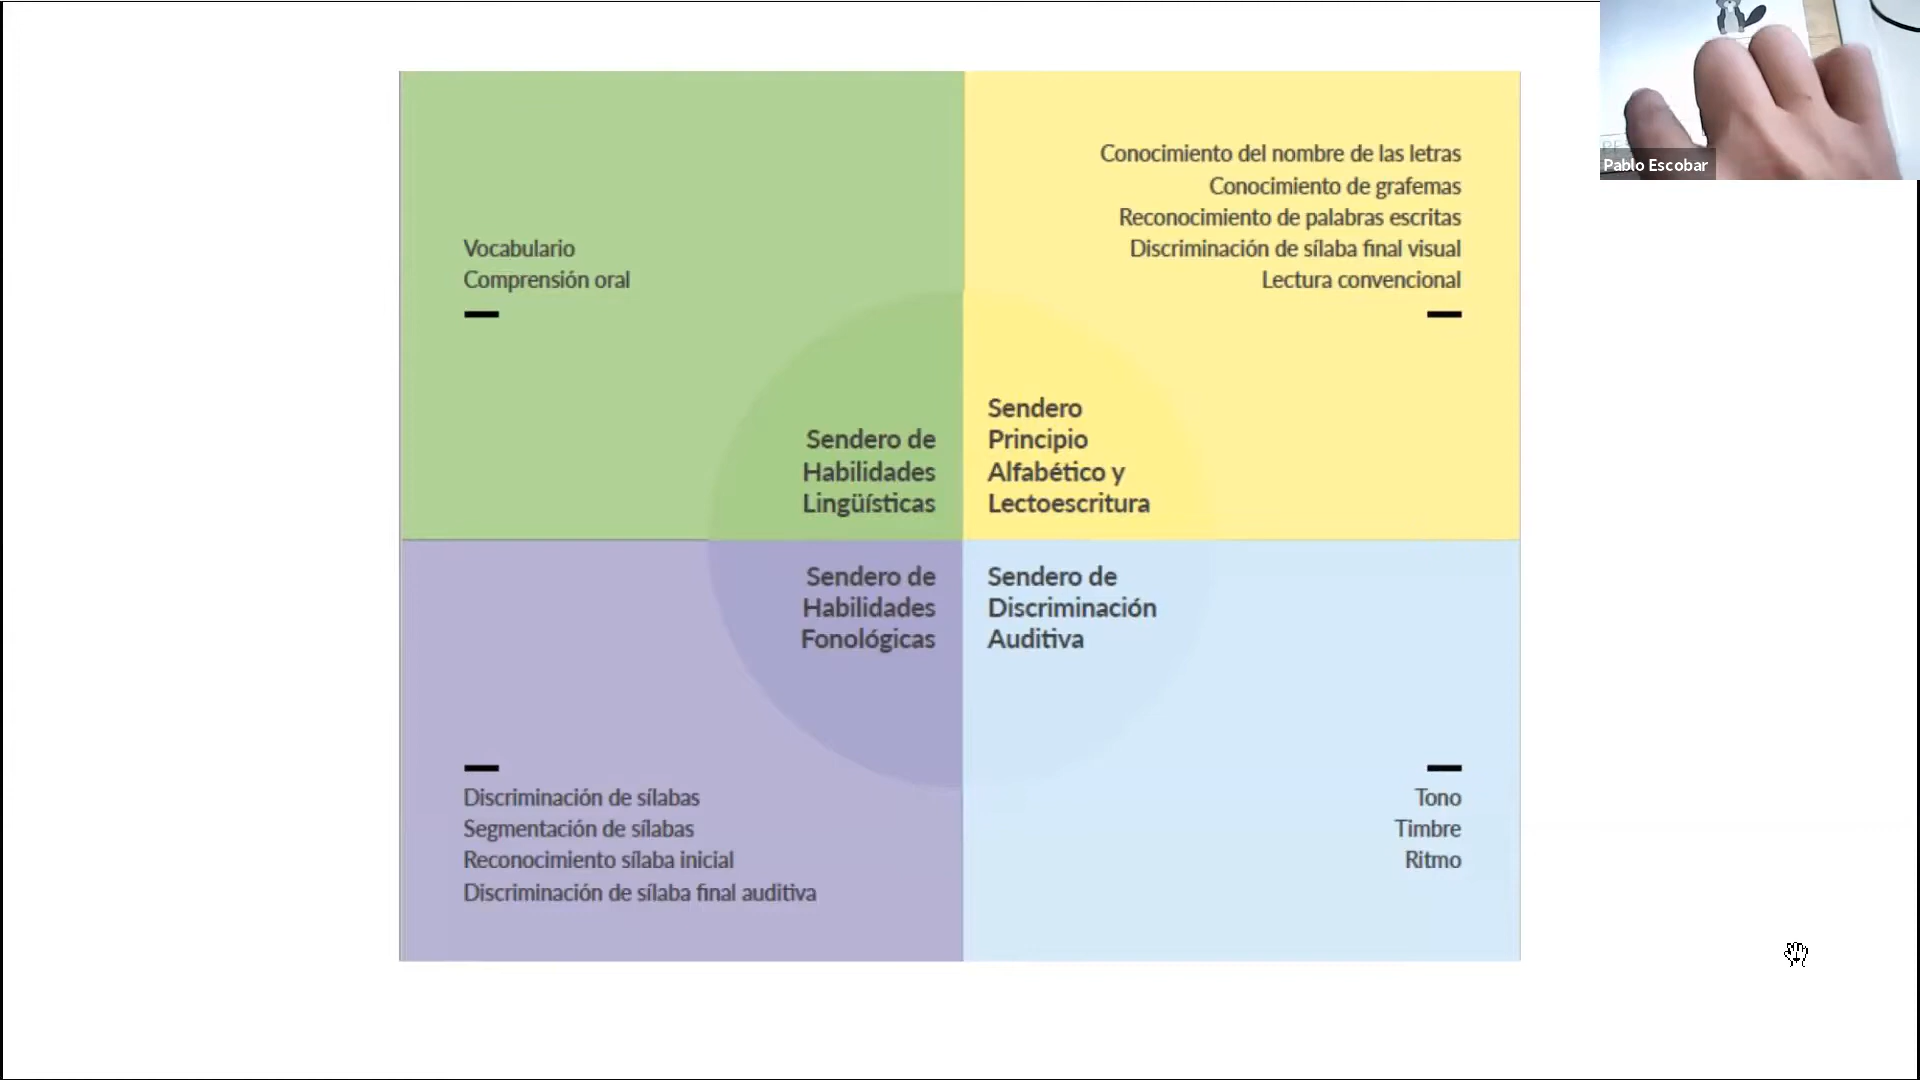 Vocabulario
Comprensión oral
Sendero de
Habilidades
Lingüísticas
Conocimiento del nombre de las letras
Conocimiento de grafemas
Reconocimiento de palabras escritas
Discriminación de sílaba final visual
Lectura convencional
Sendero
Principio
Alfabético y
Lectoescritura
Sendero de
Habilidades
Fonológicas
Discriminación de sílabas
Segmentación de sílabas
Reconocimiento sílaba inicial
Discriminación de sílaba final auditiva
Sendero de
Discriminación
Auditiva
Tono
Timbre
Ritmo
Pablo Escobar